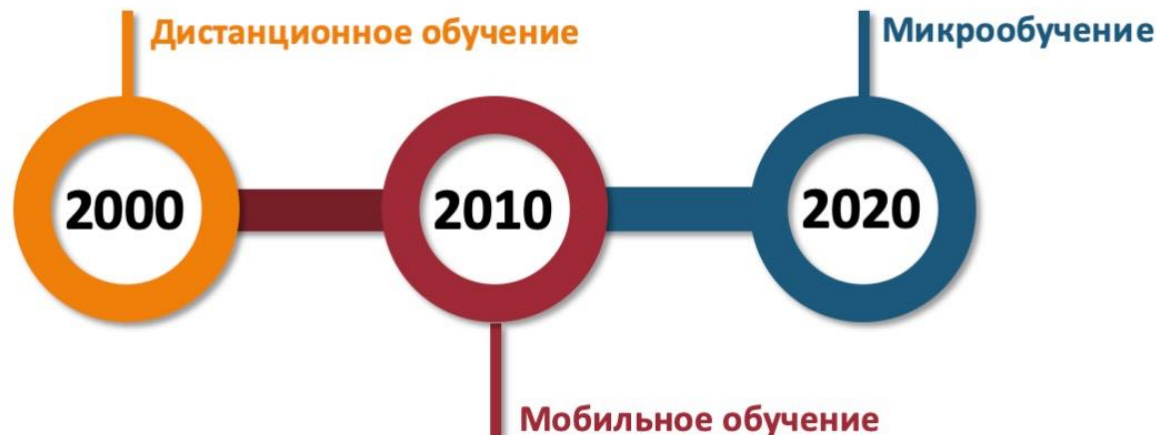 Дистанционное обучение
Микрообучение
2000
2010
2020
Мобильное обучение